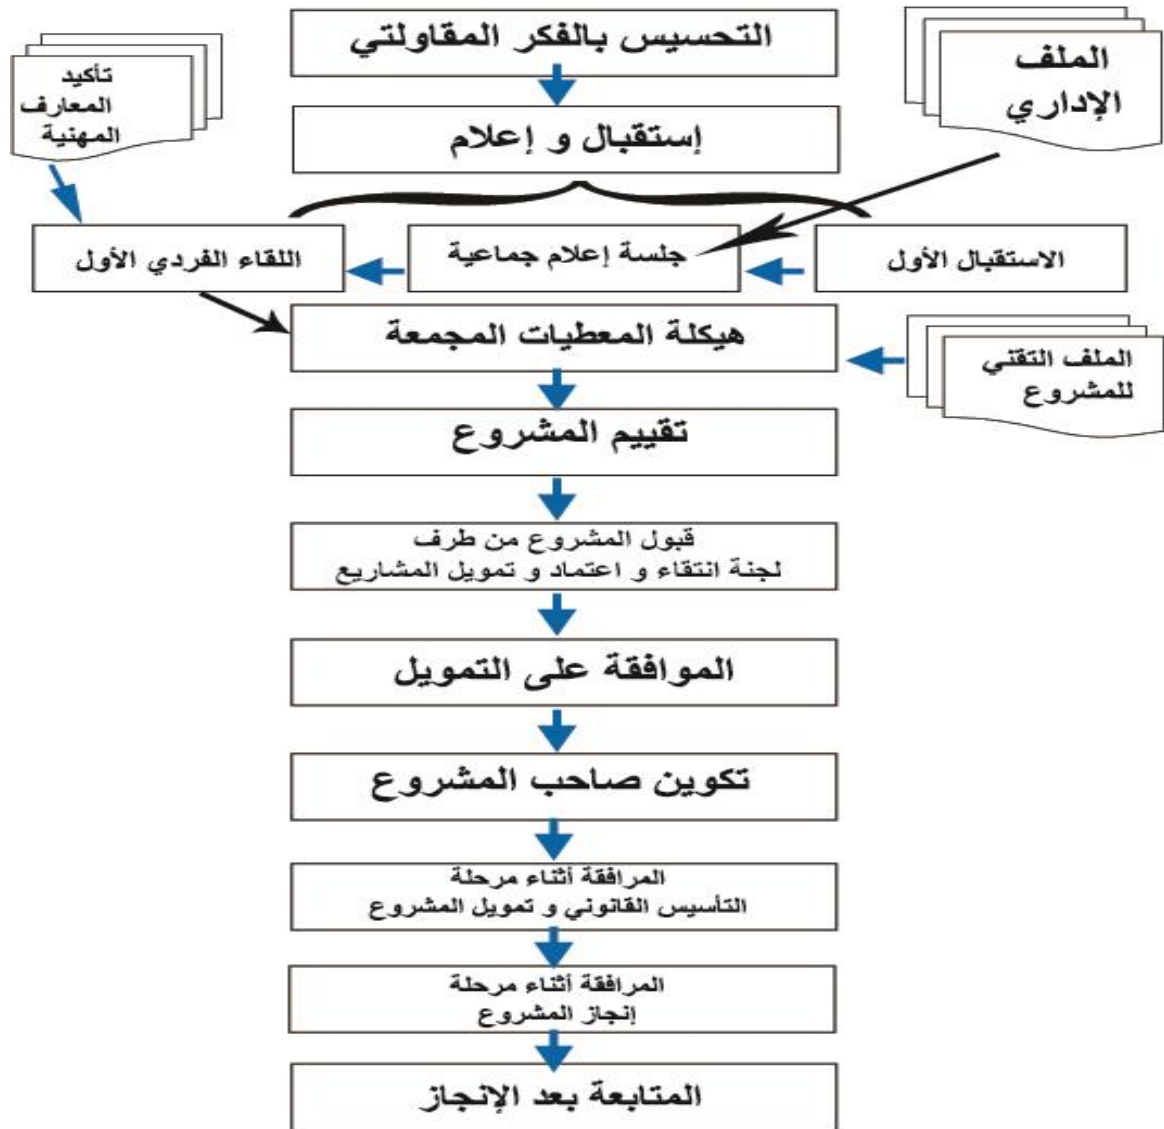 التحسيس بالفكر المقاولتي
الملف
الإداري
تأكيد
المعارف
المهنية
إستقبال و إعلام
الاستقبال الأول
جلسة إعلام جماعية
اللقاء الفردي الأول
هيكلة المعطيات المجمعة
الملف التقني
للمشروع
تقييم المشروع
قبول المشروع من طرف
لجنة انتقاء و اعتماد و تمويل المشاريع
الموافقة على التمويل
تكوين صاحب المشروع
المرافقة أثناء مرحلة
التأسيس القانوني و تمويل المشروع
المرافقة أثناء مرحلة
إنجاز المشروع
المتابعة بعد الإنجاز